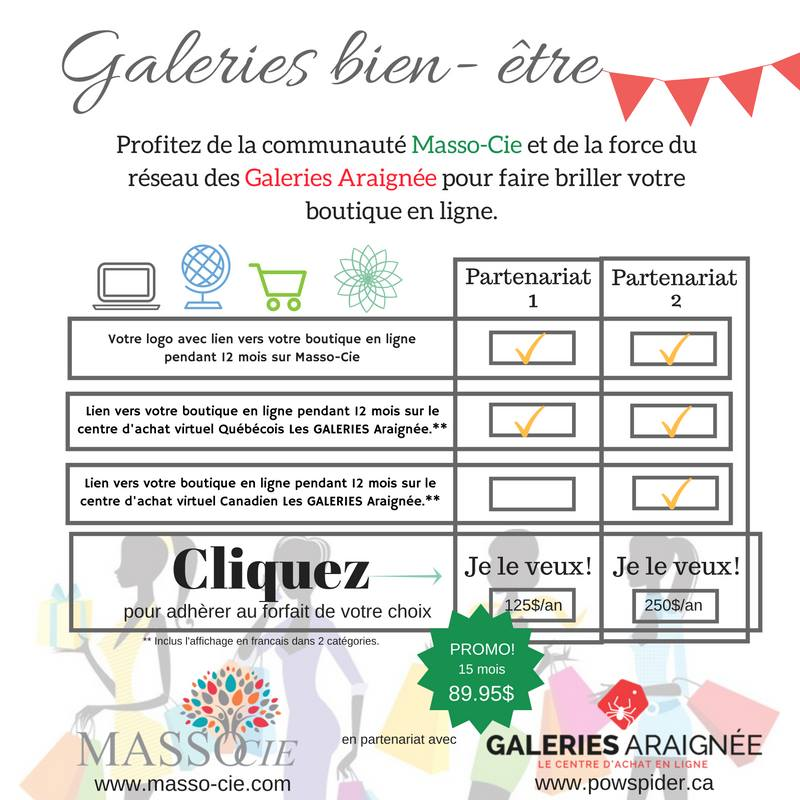 Galeries bien - être
Profitez de la communauté Masso-Cie et de la force du
réseau des Galeries Araignée pour faire briller votre
boutique en ligne.
Partenariat
1
Partenariat
2
Votre logo avec lien vers votre boutique en ligne
pendant 12 mois sur Masso-Cie
Lien vers votre boutique en ligne pendant 12 mois sur le
centre d'achat virtuel Québécois Les GALERIES Araignée.**
Lien vers votre boutique en ligne pendant 12 mois sur le
centre d'achat virtuel Canadien Les GALERIES Araignée.**
Cliquez
pour adhèrer au forfait de votre choix
Je le veux!
125$/an
Je le veux!
250$/an
** Inclus l'affichage en francais dans 2 catégories.
PROMO!
15 mois
89.95$
MASSO CIE
www.masso-cie.com
en partenariat avec
GALERIES ARAIGNÉE
LE CENTRE D'ACHAT EN LIGNE
www.powspider.ca